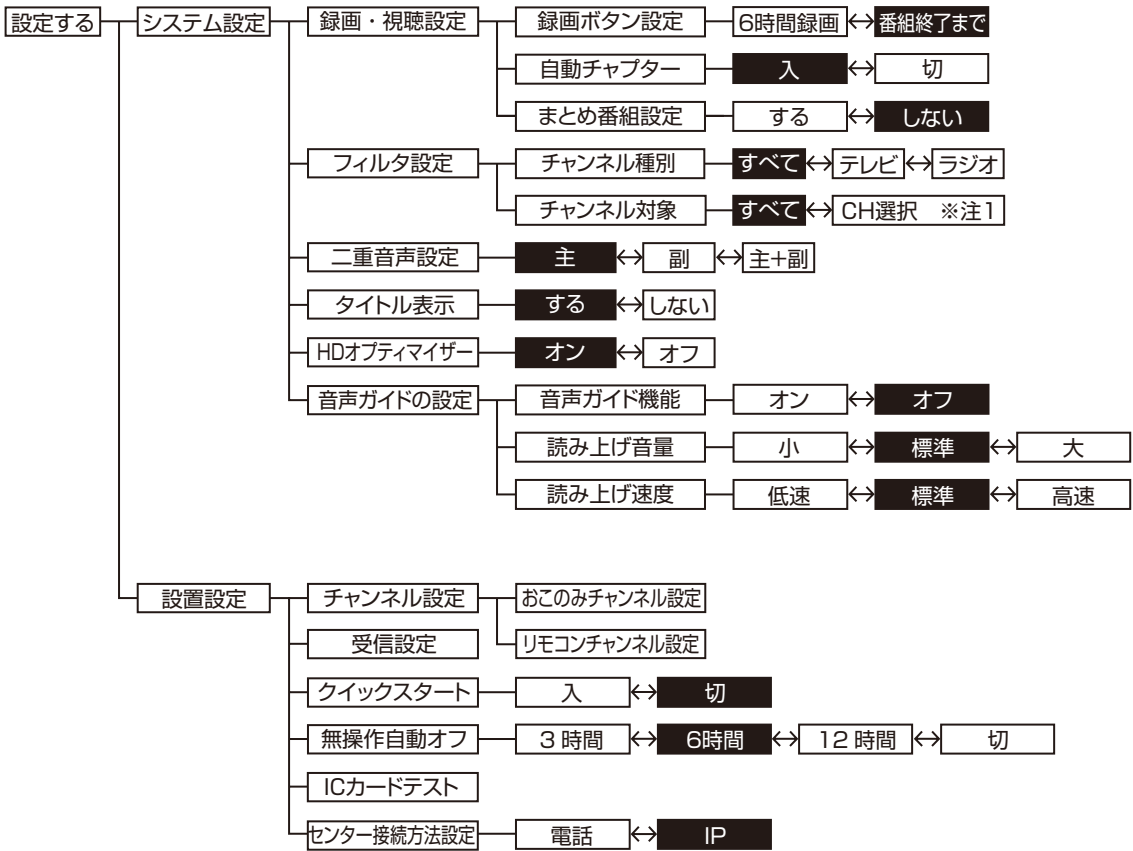 設定する システム設定 録画・視聴設定 録画ボタン設定 6時間録画 ↔ 番組終了まで
自動チャプター 入 ↔ 切
まとめ番組設定 する ↔ しない
フィルタ設定 チャンネル種別 すべて ↔ テレビ ↔ ラジオ
チャンネル対象 すべて ↔ CH選択　※注1
二重音声設定 主 ↔ 副 ↔ 主+副
タイトル表示 する ↔ しない
HDオプティマイザー オン ↔ オフ
音声ガイドの設定 音声ガイド機能 オン ↔ オフ
読み上げ音量 小 ↔ 標準 ↔ 大
読み上げ速度 低速 ↔ 標準 ↔ 高速
設置設定 チャンネル設定 おこのみチャンネル設定
受信設定 リモコンチャンネル設定
クイックスタート 入 ↔ 切
無操作自動オフ 3 時間 ↔ 6時間 ↔ 12 時間 ↔ 切
ICカードテスト
センター接続方法設定 電話 ↔ IP